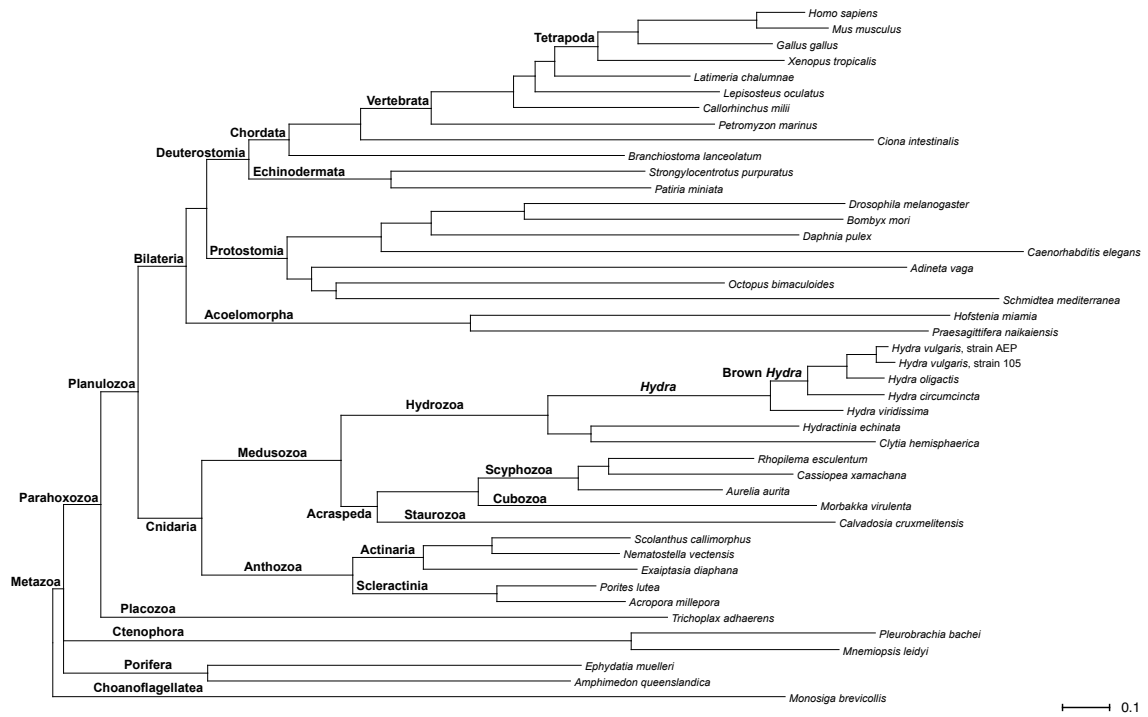 Homo sapiens
Mus musculus
Tetrapoda
Gallus gallus
Xenopus tropicalis
Latimeria chalumnae
Lepisosteus oculatus
Vertebrata
Callorhinchus milii
Petromyzon marinus
Chordata
Ciona intestinalis
Deuterostomia
Branchiostoma lanceolatum
Echinodermata
Strongylocentrotus purpuratus
Patiria miniata
Drosophila melanogaster
Bombyx mori
Daphnia pulex
Protostomia
Caenorhabditis elegans
Bilateria
Adineta vaga
Octopus bimaculoides
Schmidtea mediterranea
Acoelomorpha
Hofstenia miamia
Praesagittifera naikaiensis
Hydra vulgaris, strain AEP
Hydra vulgaris, strain 105
Planulozoa
Hydra
Brown Hydra
Hydra oligactis
Hydra circumcincta
Hydrozoa
Hydra viridissima
Hydractinia echinata
Clytia hemisphaerica
Medusozoa
Rhopilema esculentum
Scyphozoa
Cassiopea xamachana
Aurelia aurita
Parahoxozoa
Cubozoa
Morbakka virulenta
Acraspeda
Staurozoa
Calvadosia cruxmelitensis
Cnidaria
Scolanthus callimorphus
Actinaria
Nematostella vectensis
Anthozoa
Exaiptasia diaphana
Metazoa
Scleractinia
Porites lutea
Acropora millepora
Placozoa
Trichoplax adhaerens
Ctenophora
Pleurobrachia bachei
Mnemiopsis leidyi
Porifera
Ephydatia muelleri
Amphimedon queenslandica
Choanoflagellatea
Monosiga brevicollis
0.1